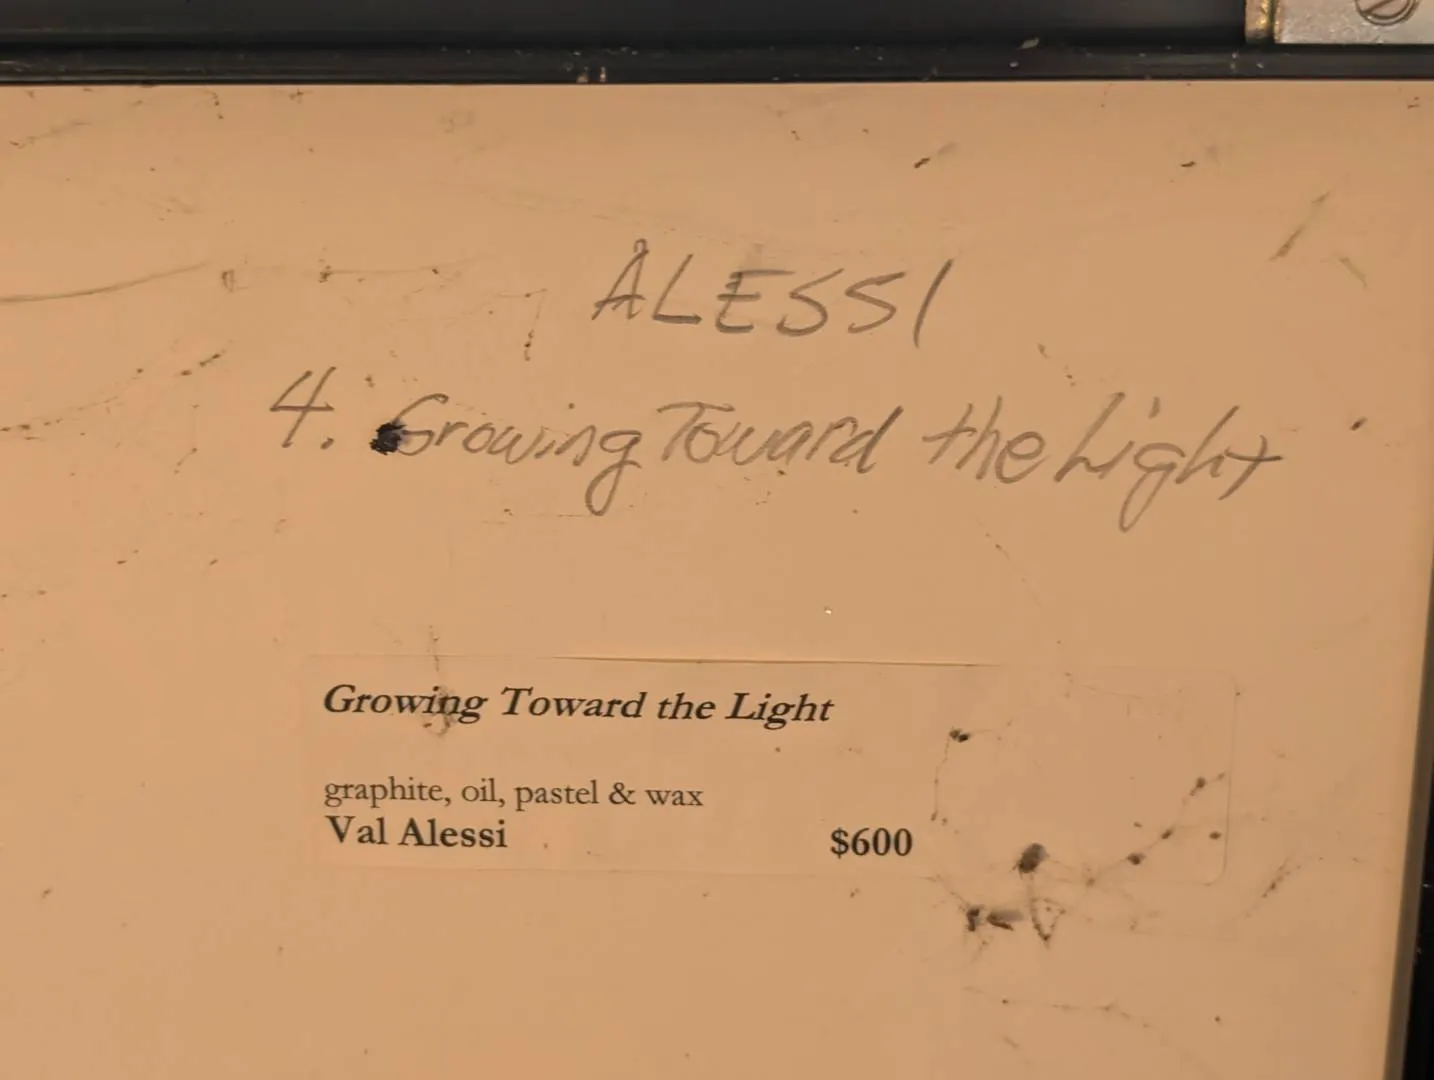 ALESSI
4. Growing Toward the Light
Growing Toward the Light
graphite, oil, pastel & wax
Val Alessi $600